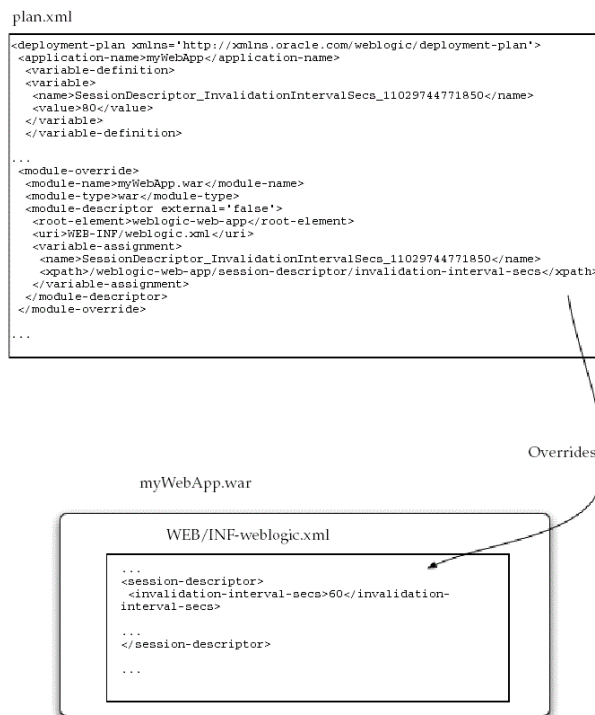 plan.xml
<deployment-plan xmlns='http://xmlns.oracle.com/weblogic/deployment-plan'>
<application-name>myWebApp</application-name>
<variable-definition>
<variable>
<name>SessionDescriptor_InvalidationIntervalSecs_11029744771850</name>
<value>80</value>
</variable>
</variable-definition>
...
<module-override>
<module-name>myWebApp.war</module-name>
<module-type>war</module-type>
<module-descriptor external='false'>
<root-element>weblogic-web-app</root-element>
<uri>WEB-INF/weblogic.xml</uri>
<variable-assignment>
<name>SessionDescriptor_InvalidationIntervalSecs_11029744771850</name>
<xpath>/weblogic-web-app/session-descriptor/invalidation-interval-secs</xpath>
</variable-assignment>
</module-descriptor>
</module-override>
...
Overrides
myWebApp.war
WEB/INF-weblogic.xml
...
<session-descriptor>
<invalidation-interval-secs>60</invalidation-
interval-secs>
...
</session-descriptor>
...